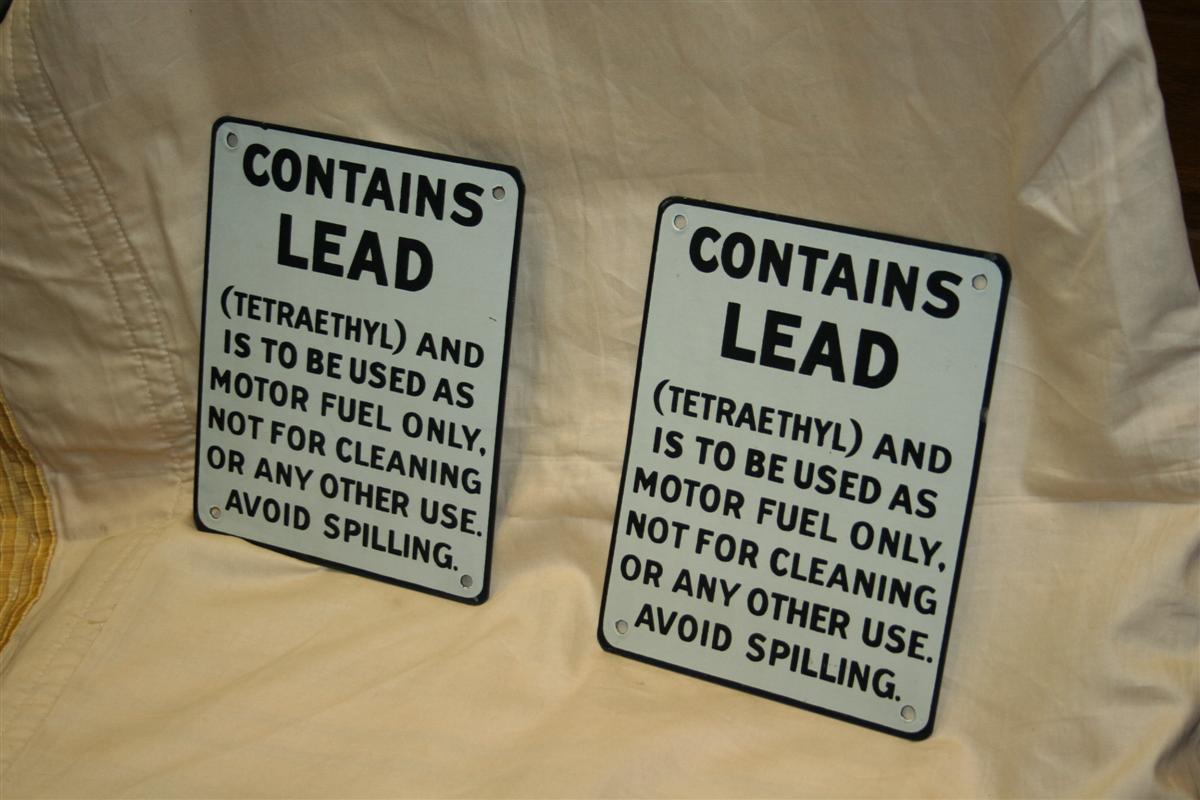 CONTAINS
LEAD
(TETRAETHYL) AND
IS TO BE USED AS
MOTOR FUEL ONLY,
NOT FOR CLEANING
OR ANY OTHER USE.
AVOID SPILLING.
CONTAINS
LEAD
(TETRAETHYL) AND
IS TO BE USED AS
MOTOR FUEL ONLY,
NOT FOR CLEANING
OR ANY OTHER USE.
AVOID SPILLING.